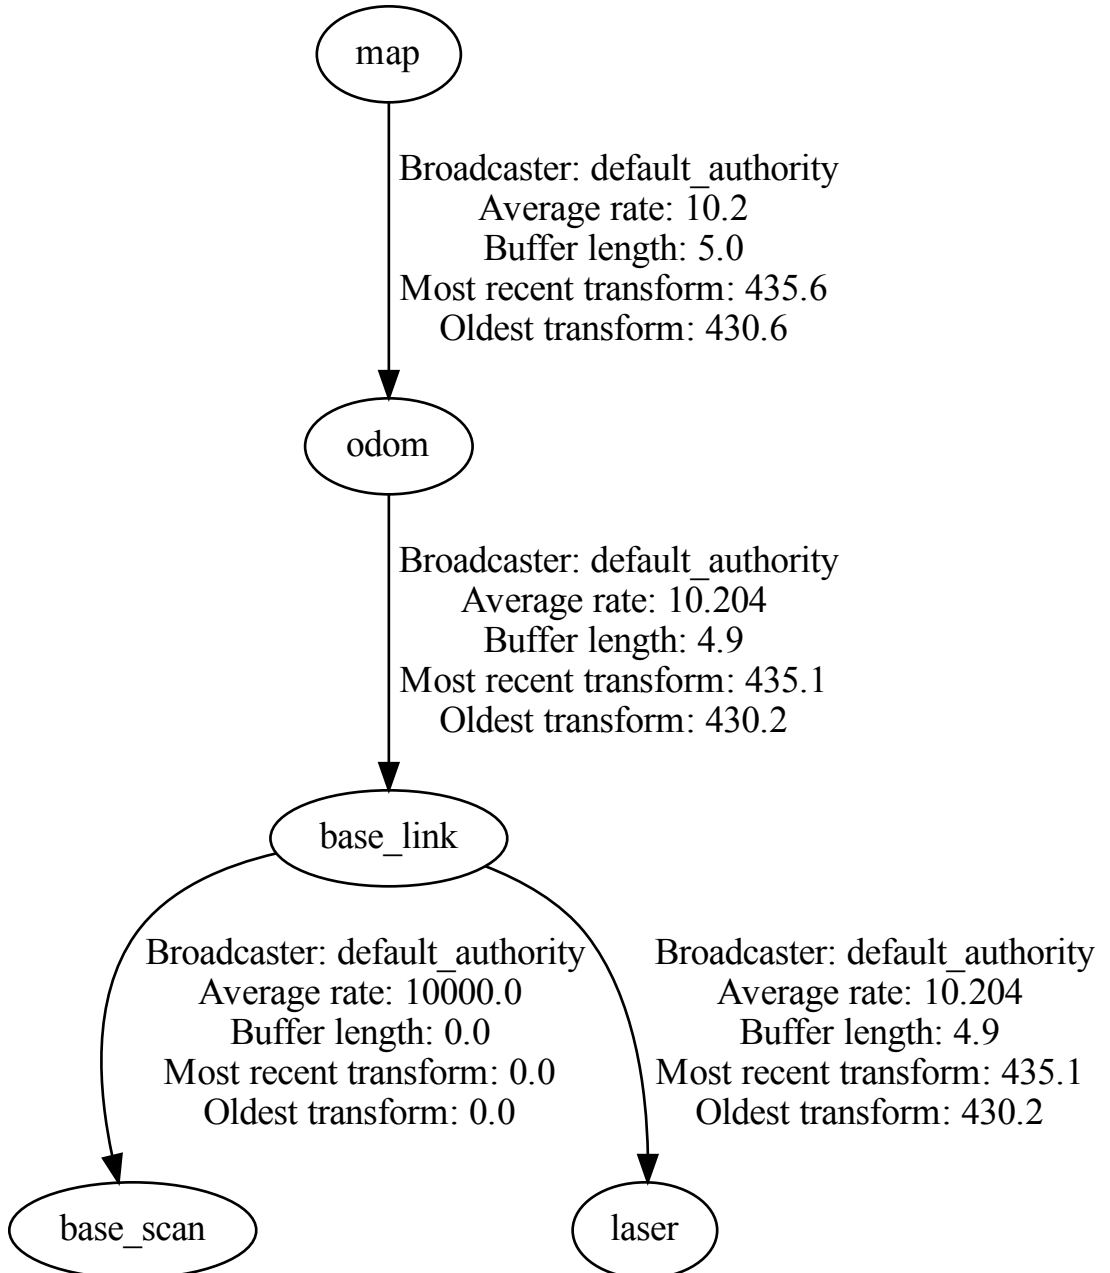 map
Broadcaster: default_authority
Average rate: 10.2
Buffer length: 5.0
Most recent transform: 435.6
Oldest transform: 430.6
odom
Broadcaster: default_authority
Average rate: 10.204
Buffer length: 4.9
Most recent transform: 435.1
Oldest transform: 430.2
base_link
Broadcaster: default_authority
Average rate: 10000.0
Buffer length: 0.0
Most recent transform: 0.0
Oldest transform: 0.0
Broadcaster: default_authority
Average rate: 10.204
Buffer length: 4.9
Most recent transform: 435.1
Oldest transform: 430.2
base_scan
laser